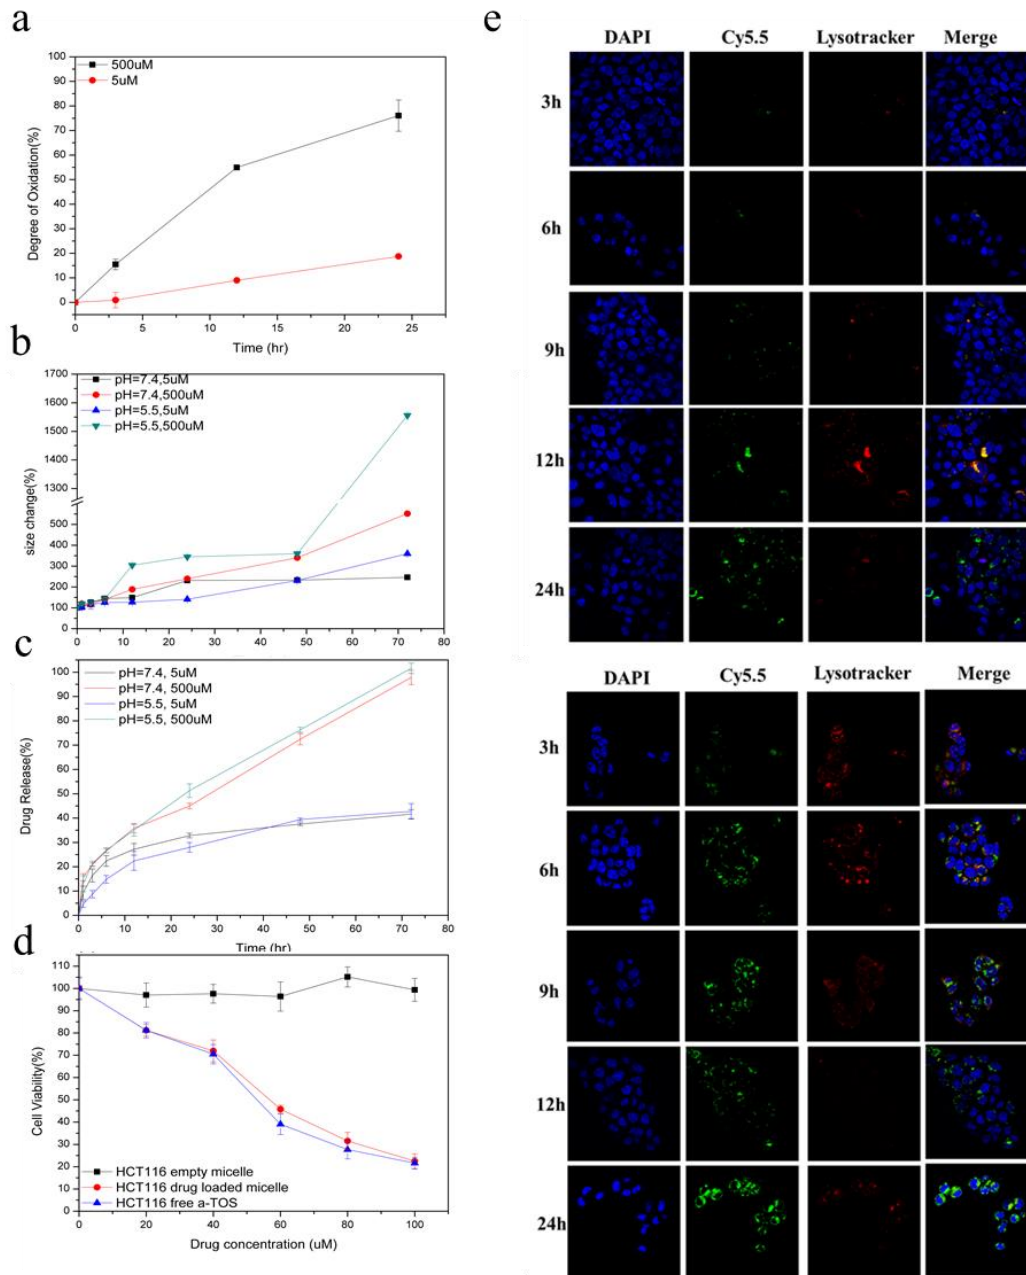 a
500uM
5uM
100
90
80
70
60
50
40
30
20
10
0
Degree of Oxidation(%)
0 5 10 15 20 25
Time (hr)
b
1700
1600
1500
1400
1300
500
400
300
200
100
size change(%)
pH=7.4,5uM
pH=7.4,500uM
pH=5.5,5uM
pH=5.5,500uM
0 10 20 30 40 50 60 70 80
c
100
90
80
70
60
50
40
30
20
10
0
Drug Release(%)
pH=7.4, 5uM
pH=7.4, 500uM
pH=5.5, 5uM
pH=5.5, 500uM
0 10 20 30 40 50 60 70 80
Time (hr)
d
110
100
90
80
70
60
50
40
30
20
10
0
Cell Viability(%)
HCT116 empty micelle
HCT116 drug loaded micelle
HCT116 free a-TOS
0 20 40 60 80 100
Drug concentration (uM)
e
DAPI Cy5.5 Lysotracker Merge
3h
6h
9h
12h
24h
DAPI Cy5.5 Lysotracker Merge
3h
6h
9h
12h
24h